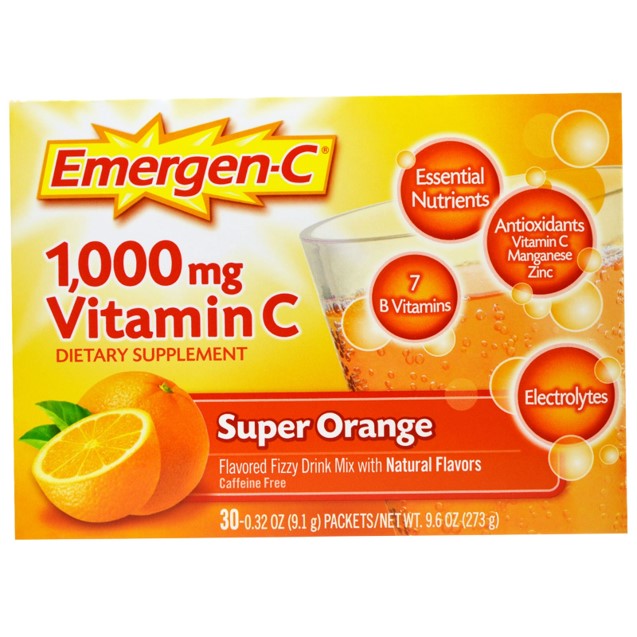 Emergen-C®
1,000 mg
Vitamin C
DIETARY SUPPLEMENT
Essential
Nutrients
Antioxidants
Vitamin C
Manganese
Zinc
7
B Vitamins
Electrolytes
Super Orange
Flavored Fizzy Drink Mix with Natural Flavors
Caffeine Free
30-0.32 OZ (9.1 g) PACKETS/NET WT. 9.6 OZ (273 g)